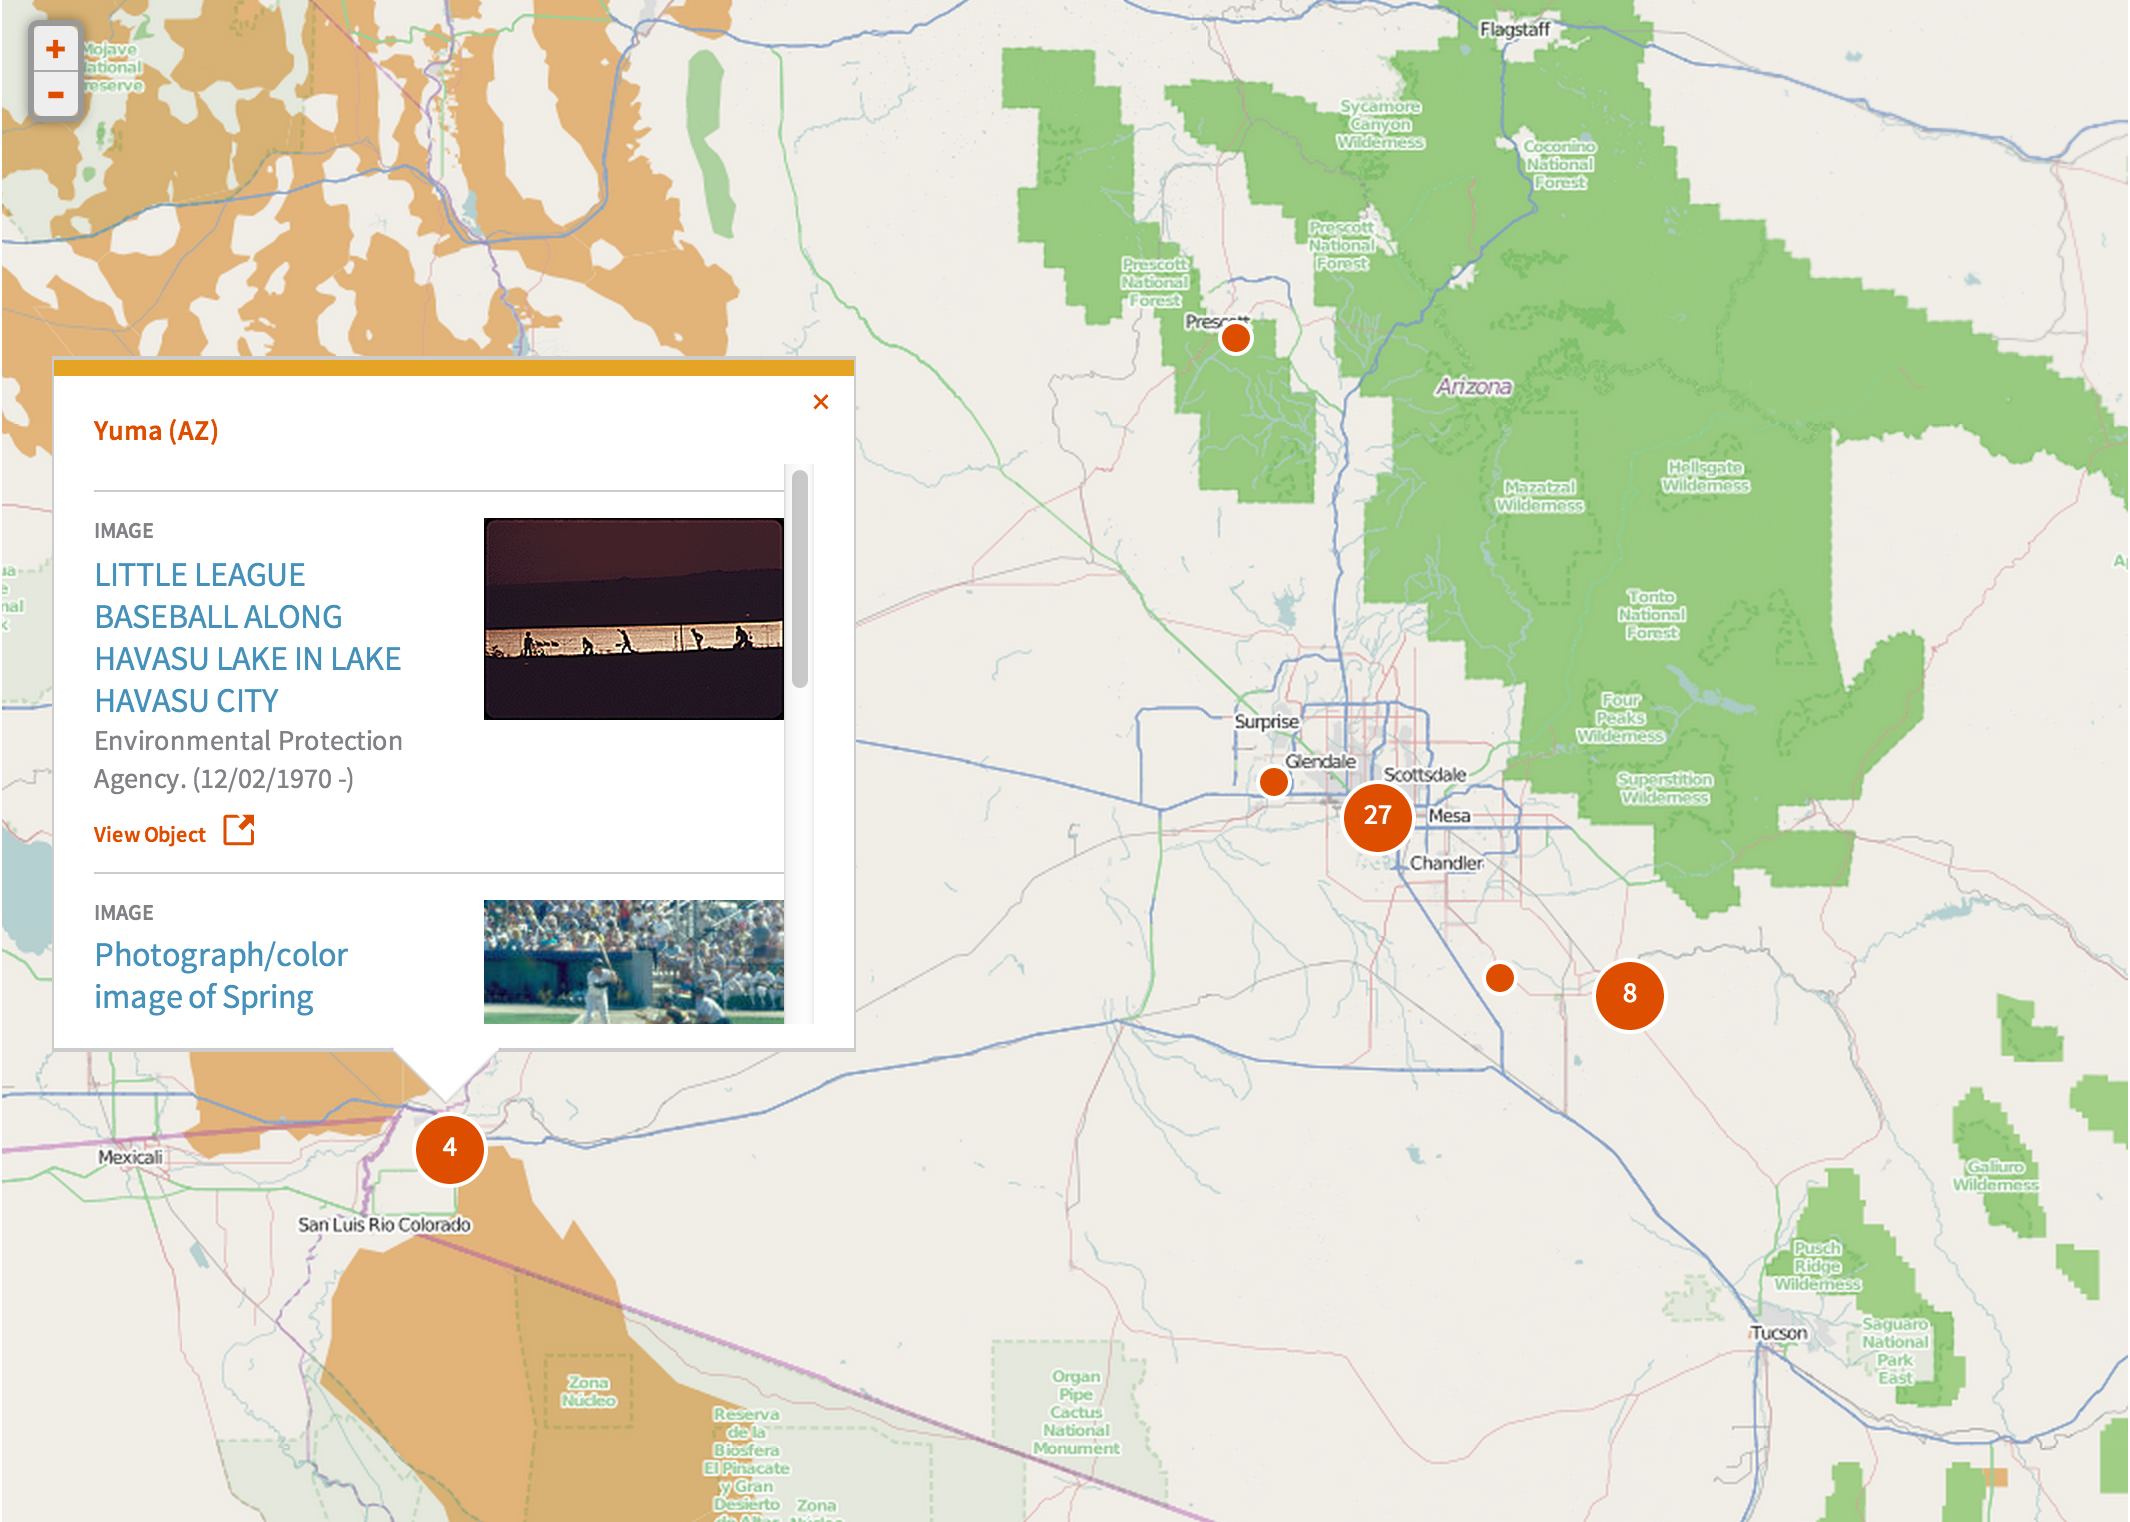 +
-
Mojave
National
Flagstaff
Sycamore
Canyon
Wilderness
Coconino
National
Forest
Prescott
National
Forest
Prescott
National
Forest
Prescott
Arizona
Yuma (AZ)
×
IMAGE
LITTLE LEAGUE
BASEBALL ALONG
HAVASU LAKE IN LAKE
HAVASU CITY
Environmental Protection
Agency. (12/02/1970 -)
View Object
IMAGE
Photograph/color
image of Spring
Hellsgate
Wilderness
Mazatzal
Wilderness
Tonto
National
Forest
Four
Peaks
Wilderness
Superstition
Wilderness
Surprise
Glendale
Scottsdale
27
Mesa
Chandler
8
4
Mexicali
San Luis Rio Colorado
Galiuro
Wilderness
Pusch
Ridge
Wilderness
Tucson
Saguaro
National
Park
East
Zona
Núcleo
Organ
Pipe
Cactus
National
Monument
Reserva
de la
Biosfera
El Pinacate
y Gran
Desierto
de Altar
Zona